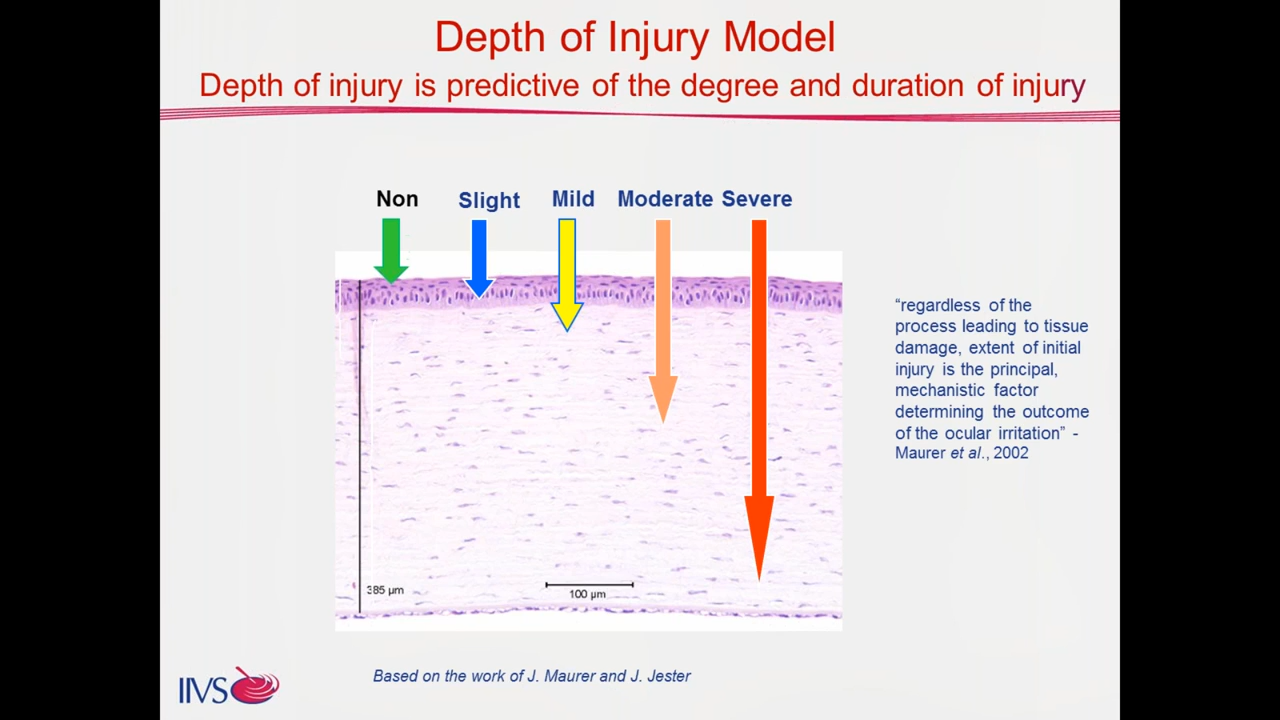 Depth of Injury Model
Depth of injury is predictive of the degree and duration of injury
Non Slight Mild Moderate Severe
“regardless of the
process leading to tissue
damage, extent of initial
injury is the principal,
mechanistic factor
determining the outcome
of the ocular irritation” -
Maurer et al., 2002
385 µm
100 µm
Based on the work of J. Maurer and J. Jester
IIVS